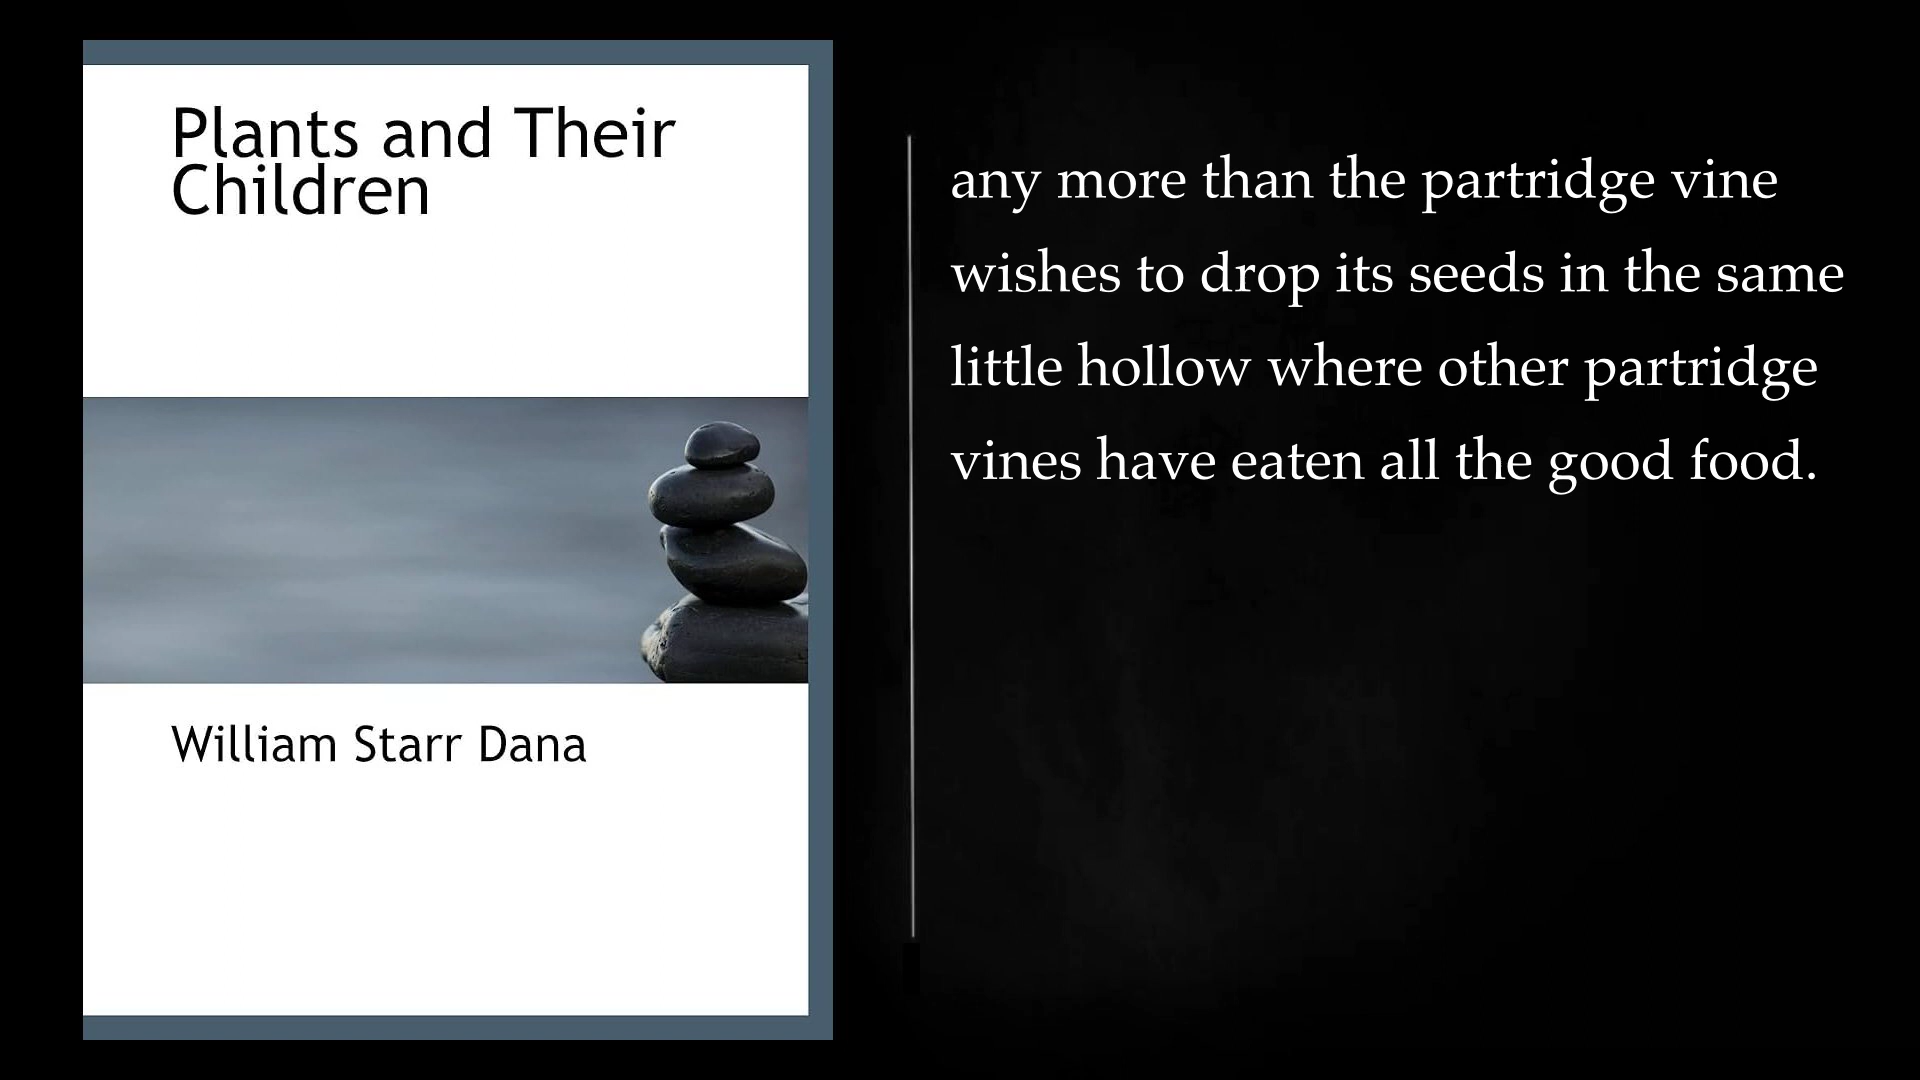 Plants and Their
Children
William Starr Dana
any more than the partridge vine
wishes to drop its seeds in the same
little hollow where other partridge
vines have eaten all the good food.